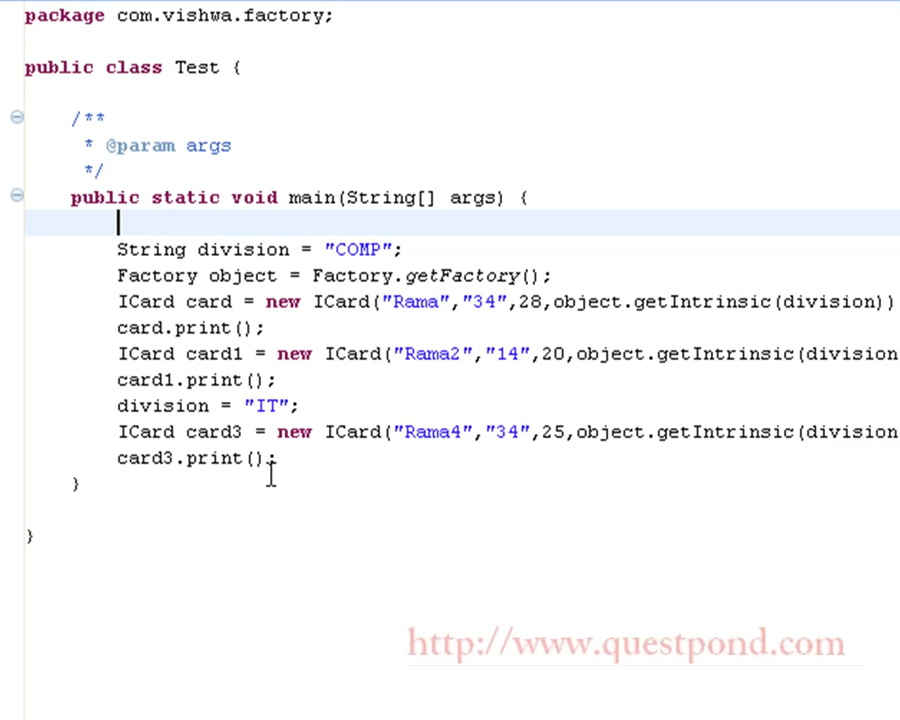 package com.vishwa.factory;
public class Test {
/**
* @param args
*/
public static void main(String[] args) {
String division = "COMP";
Factory object = Factory.getFactory();
ICard card = new ICard("Rama","34",28,object.getIntrinsic(division))
card.print();
ICard card1 = new ICard("Rama2","14",20,object.getIntrinsic(division
card1.print();
division = "IT";
ICard card3 = new ICard("Rama4","34",25,object.getIntrinsic(division
card3.print();
}
}
http://www.questpond.com